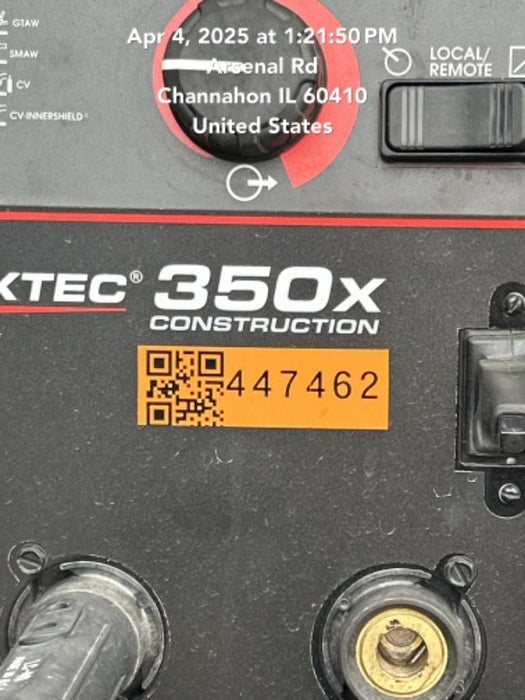 GTAW
SMAW
CV
CV-INNERSHIELD®
Apr 4, 2025 at 1:21:50 PM
Arsenal Rd
Channahon IL 60410
United States
LOCAL/
REMOTE
XTEC® 350X
CONSTRUCTION
447462